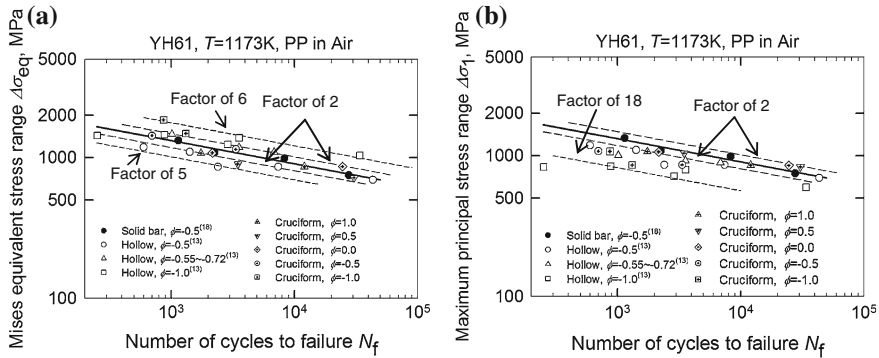 (a)
YH61, T=1173K, PP in Air
Mises equivalent stress range Δσeq, MPa
5000
2000
1000
500
100
Factor of 6
Factor of 2
Factor of 5
Solid bar, ϕ=-0.5(18)
Hollow, ϕ=-0.5(13)
Hollow, ϕ=-0.55~-0.72(13)
Hollow, ϕ=-1.0(13)
Cruciform, ϕ=1.0
Cruciform, ϕ=0.5
Cruciform, ϕ=0.0
Cruciform, ϕ=-0.5
Cruciform, ϕ=-1.0
10³
10⁴
10⁵
Number of cycles to failure Nf
(b)
YH61, T=1173K, PP in Air
Maximum principal stress range Δσ1, MPa
5000
2000
1000
500
100
Factor of 18
Factor of 2
Solid bar, ϕ=-0.5(18)
Hollow, ϕ=-0.5(13)
Hollow, ϕ=-0.55~-0.72(13)
Hollow, ϕ=-1.0(13)
Cruciform, ϕ=1.0
Cruciform, ϕ=0.5
Cruciform, ϕ=0.0
Cruciform, ϕ=-0.5
Cruciform, ϕ=-1.0
10³
10⁴
10⁵
Number of cycles to failure Nf